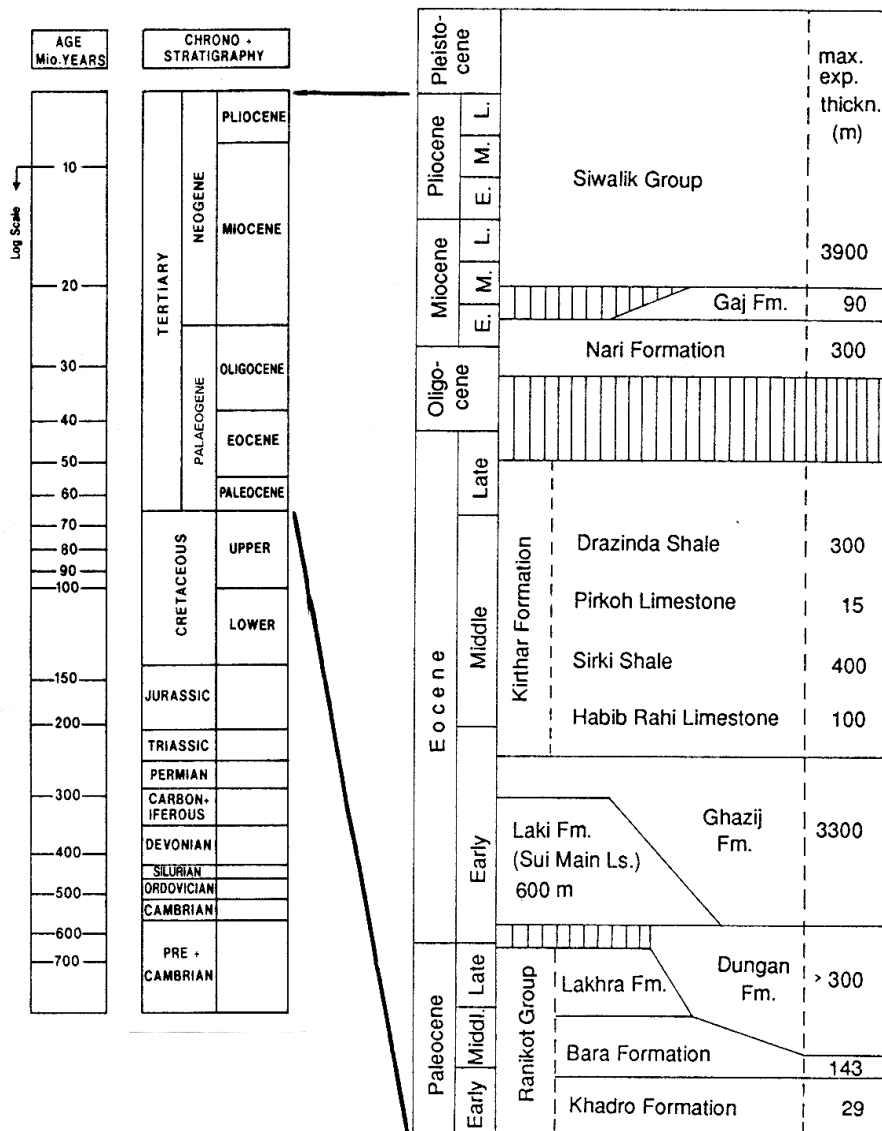 AGE
Mio.YEARS
CHRONO +
STRATIGRAPHY
Log Scale
10
20
30
40
50
60
70
80
90
100
150
200
300
400
500
600
700
TERTIARY
NEOGENE
PALAEOGENE
PLIOCENE
MIOCENE
OLIGOCENE
EOCENE
PALEOCENE
CRETACEOUS
UPPER
LOWER
JURASSIC
TRIASSIC
PERMIAN
CARBON+
IFEROUS
DEVONIAN
SILURIAN
ORDOVICIAN
CAMBRIAN
PRE +
CAMBRIAN
Pleisto-
cene
Pliocene
L.
M.
E.
Miocene
L.
M.
E.
Oligo-
cene
Eocene
Late
Middle
Early
Paleocene
Late
Middl.
Early
max.
exp.
thickn.
(m)
Siwalik Group
3900
Gaj Fm.
90
Nari Formation
300
Kirthar Formation
Drazinda Shale
300
Pirkoh Limestone
15
Sirki Shale
400
Habib Rahi Limestone
100
Ghazij
Fm.
3300
Laki Fm.
(Sui Main Ls.)
600 m
Ranikot Group
Dungan
Fm.
> 300
Lakhra Fm.
Bara Formation
143
Khadro Formation
29